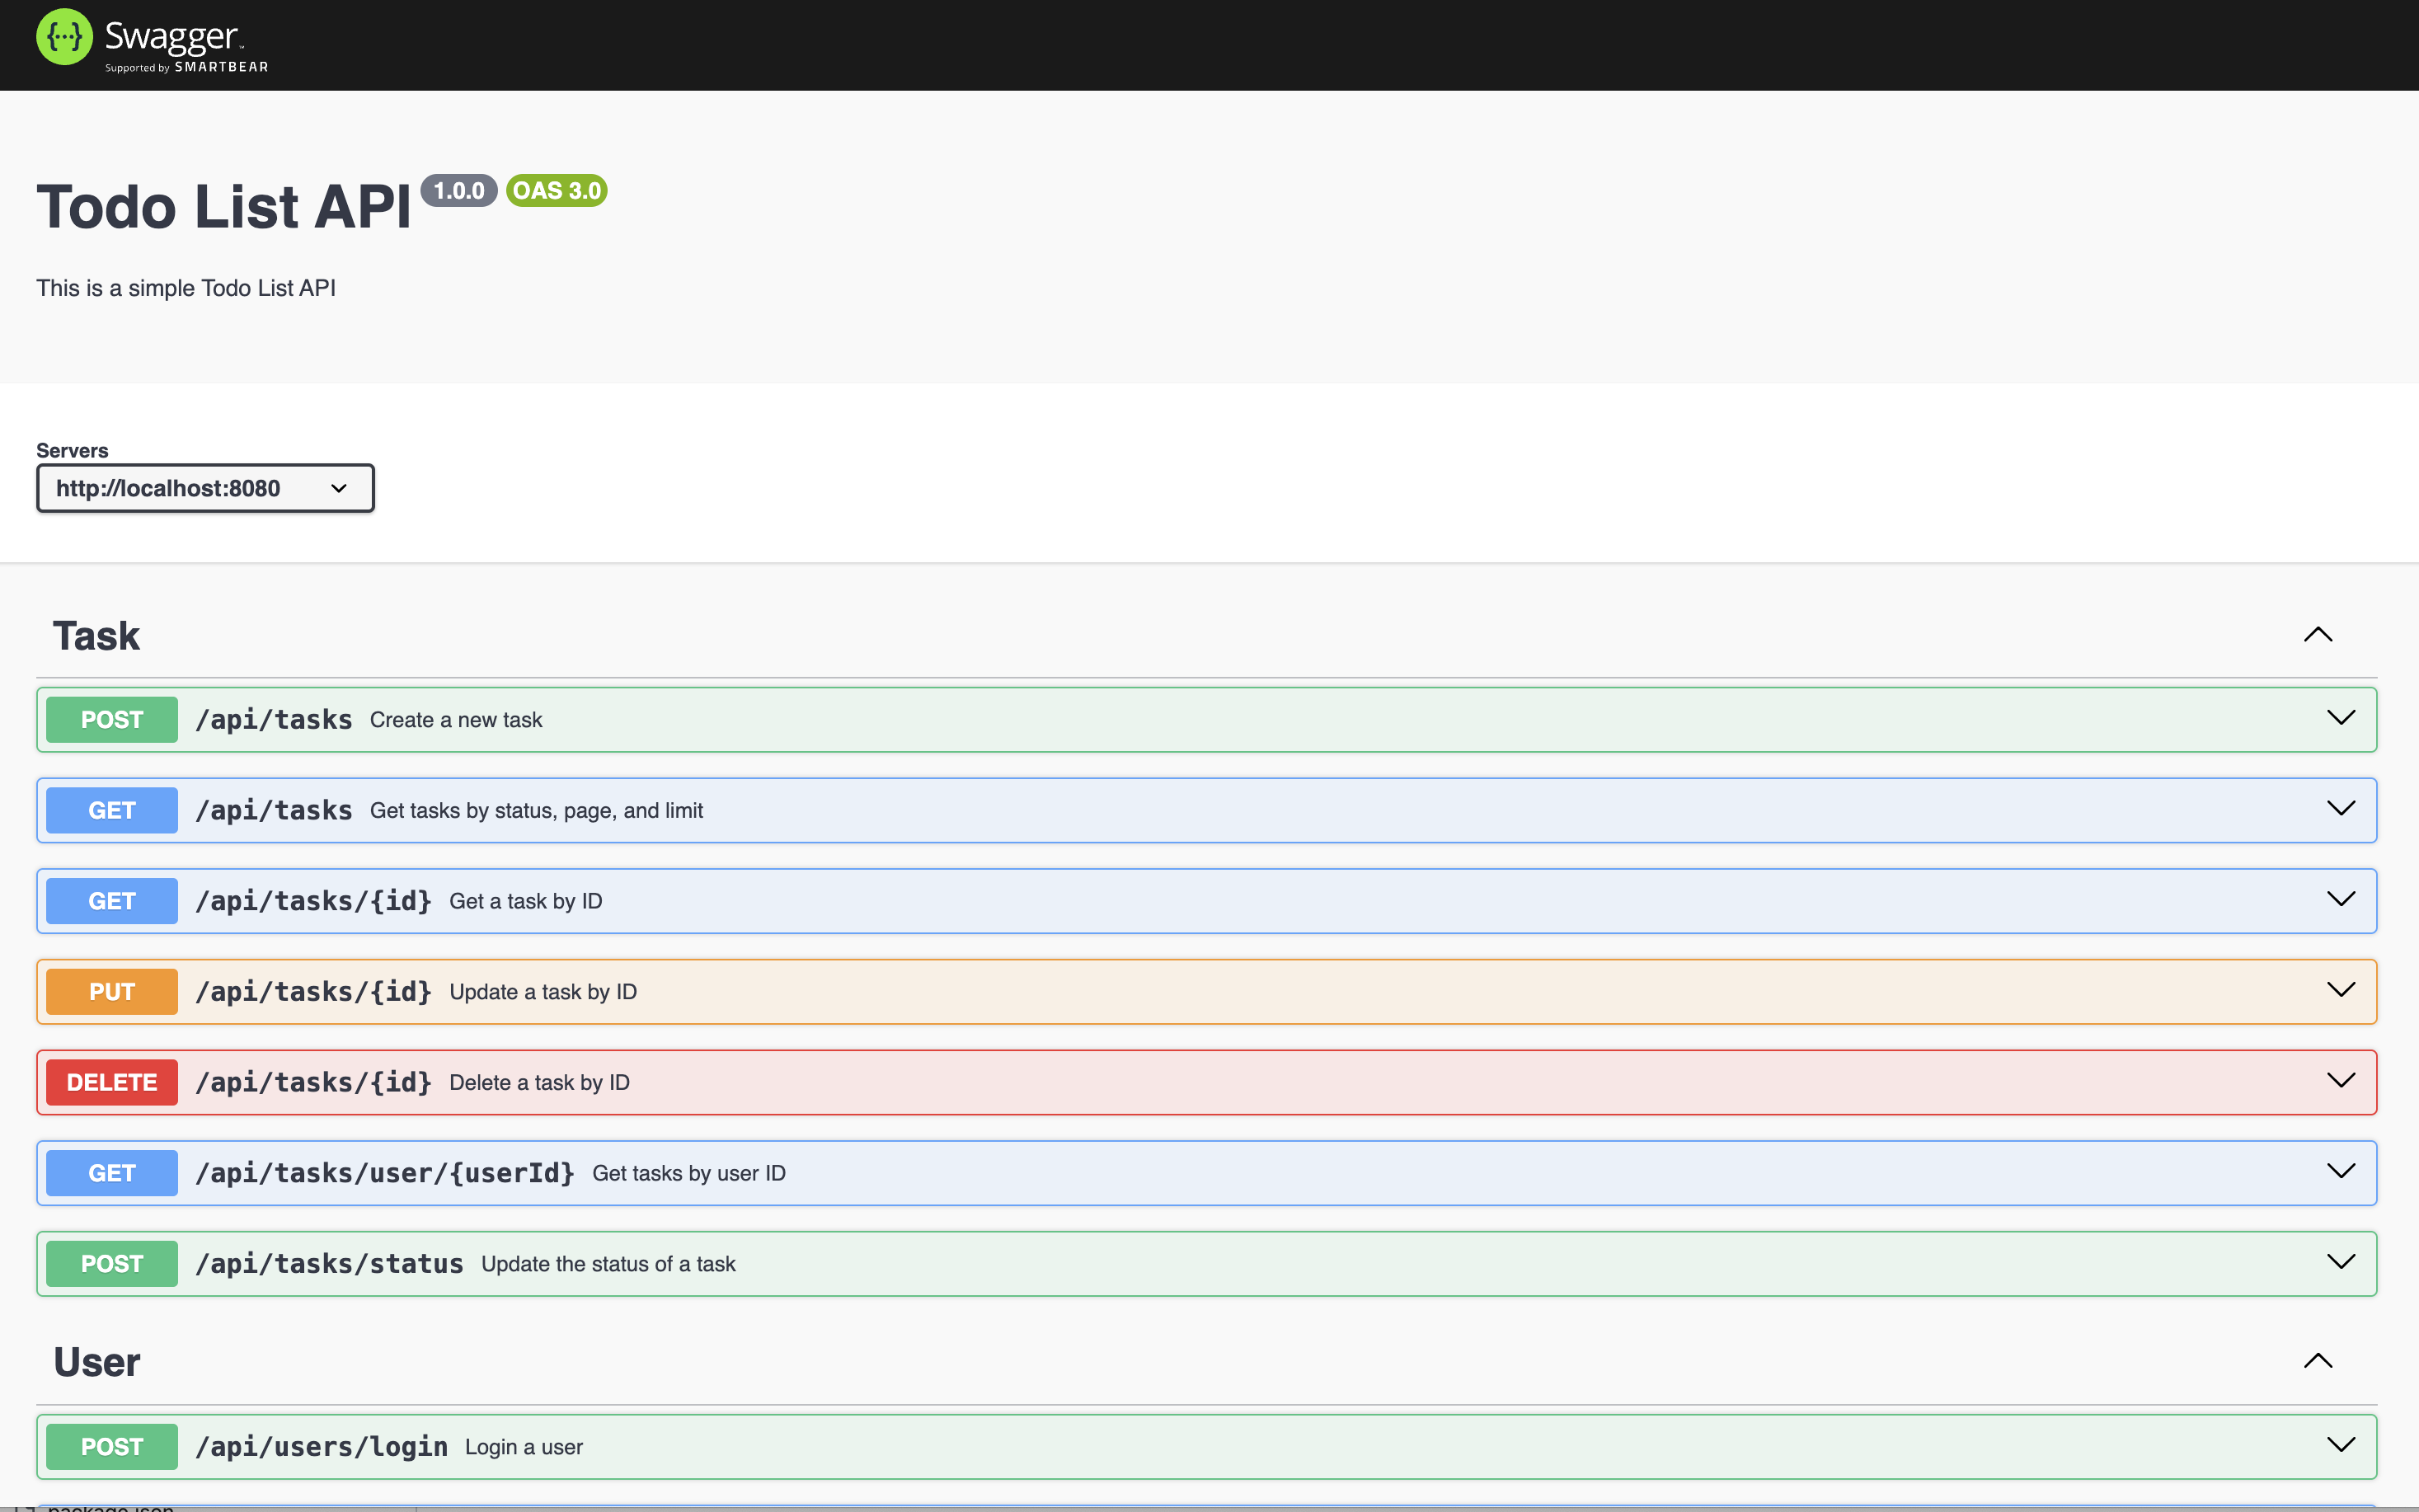 Swagger
Supported by SMARTBEAR
Todo List API 1.0.0 OAS 3.0
This is a simple Todo List API
Servers
http://localhost:8080
Task
POST /api/tasks Create a new task
GET /api/tasks Get tasks by status, page, and limit
GET /api/tasks/{id} Get a task by ID
PUT /api/tasks/{id} Update a task by ID
DELETE /api/tasks/{id} Delete a task by ID
GET /api/tasks/user/{userId} Get tasks by user ID
POST /api/tasks/status Update the status of a task
User
POST /api/users/login Login a user
package.json